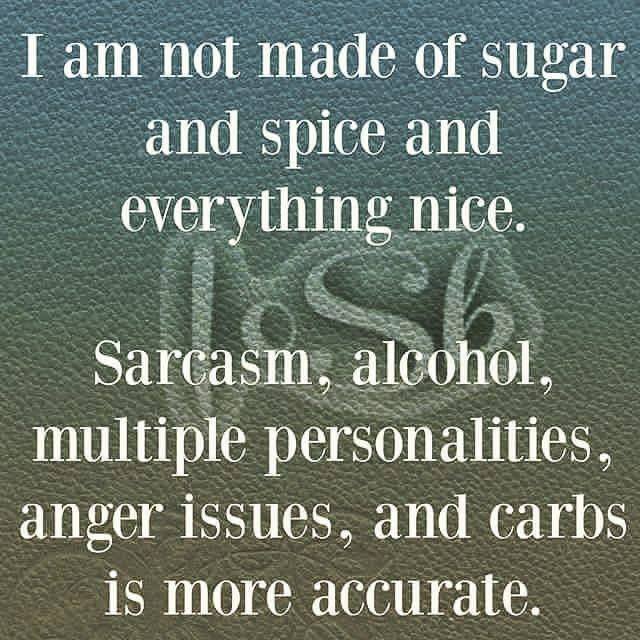 I am not made of sugar
and spice and
everything nice.
Sarcasm, alcohol,
multiple personalities,
anger issues, and carbs
is more accurate.